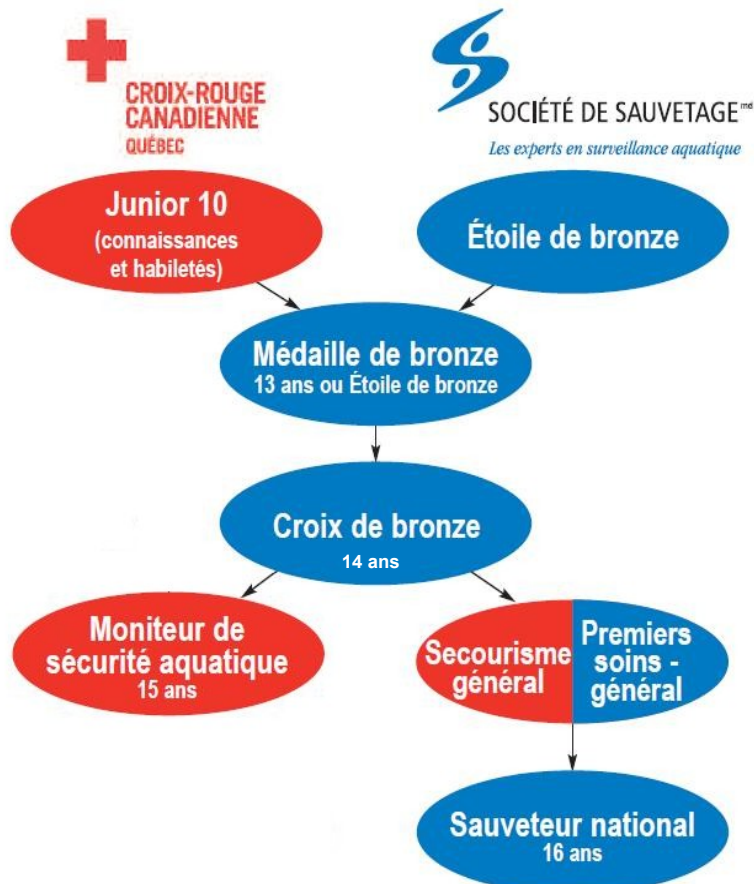 CROIX-ROUGE
CANADIENNE
QUÉBEC
SOCIÉTÉ DE SAUVETAGE md
Les experts en surveillance aquatique
Junior 10
(connaissances
et habiletés)
Étoile de bronze
Médaille de bronze
13 ans ou Étoile de bronze
Croix de bronze
14 ans
Moniteur de
sécurité aquatique
15 ans
Secourisme
général
Premiers
soins -
général
Sauveteur national
16 ans